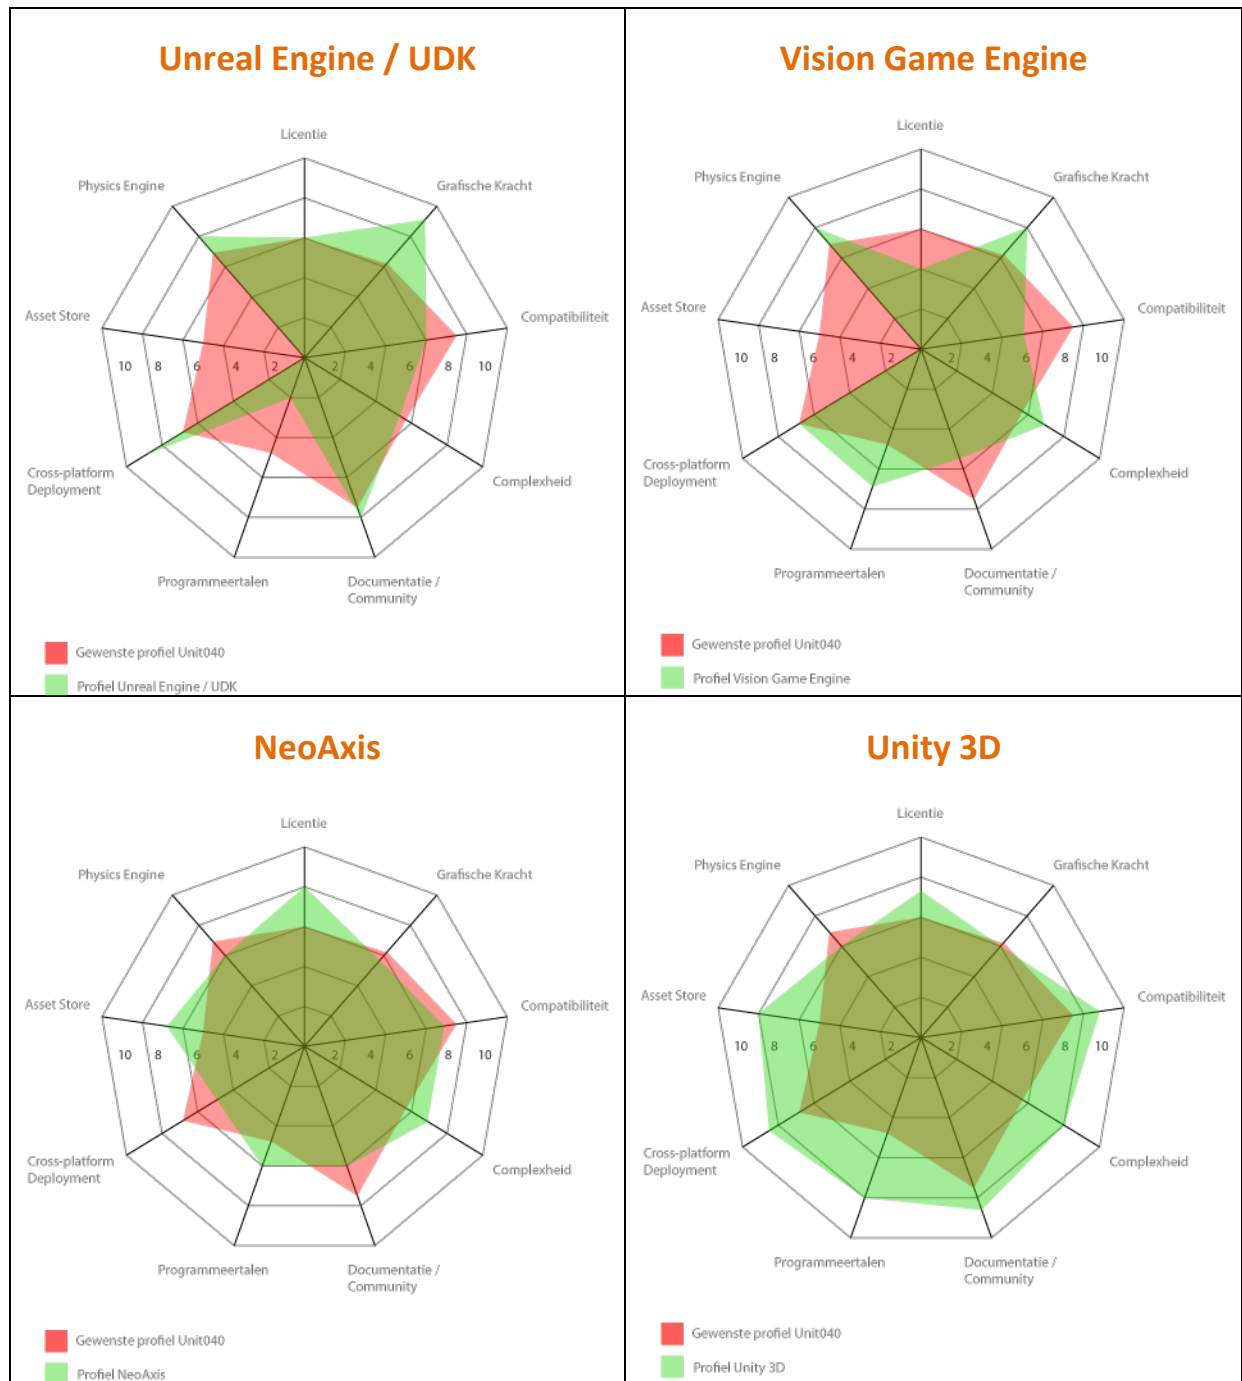 Unreal Engine / UDK
Licentie
Physics Engine
Grafische Kracht
Asset Store
Compatibiliteit
10 8 6 4 2 2 4 6 8 10
Cross-platform
Deployment
Complexheid
Programmeertalen
Documentatie /
Community
Gewenste profiel Unit040
Profiel Unreal Engine / UDK
Vision Game Engine
Licentie
Physics Engine
Grafische Kracht
Asset Store
Compatibiliteit
10 8 6 4 2 2 4 6 8 10
Cross-platform
Deployment
Complexheid
Programmeertalen
Documentatie /
Community
Gewenste profiel Unit040
Profiel Vision Game Engine
NeoAxis
Licentie
Physics Engine
Grafische Kracht
Asset Store
Compatibiliteit
10 8 6 4 2 2 4 6 8 10
Cross-platform
Deployment
Complexheid
Programmeertalen
Documentatie /
Community
Gewenste profiel Unit040
Profiel NeoAxis
Unity 3D
Licentie
Physics Engine
Grafische Kracht
Asset Store
Compatibiliteit
10 8 6 4 2 2 4 6 8 10
Cross-platform
Deployment
Complexheid
Programmeertalen
Documentatie /
Community
Gewenste profiel Unit040
Profiel Unity 3D